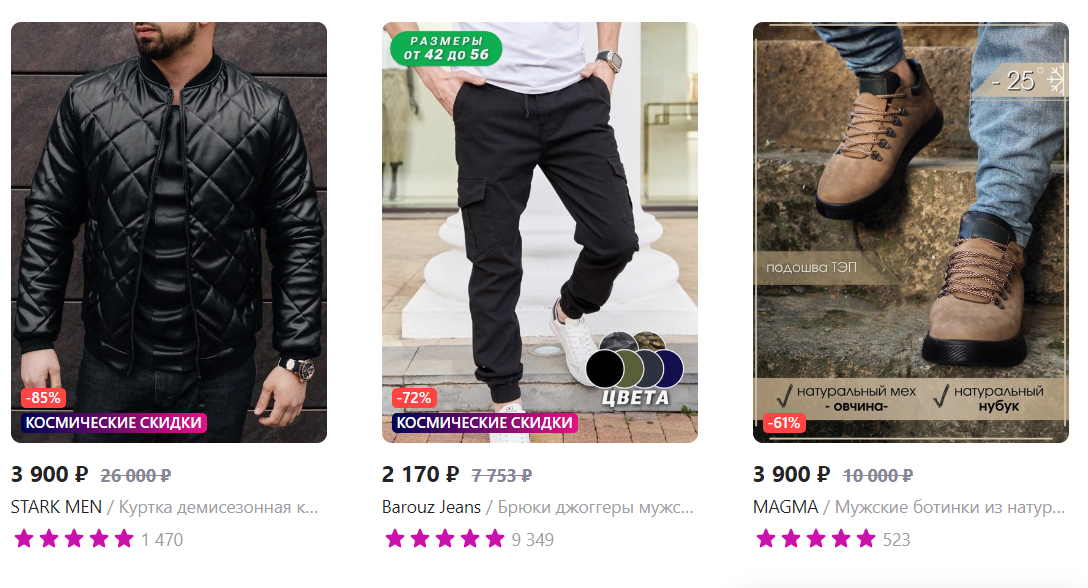 -85%
КОСМИЧЕСКИЕ СКИДКИ
3 900 ₽ 26 000 ₽
STARK MEN / Куртка демисезонная к...
1 470
РАЗМЕРЫ
от 42 до 56
ЦВЕТА
-72%
КОСМИЧЕСКИЕ СКИДКИ
2 170 ₽ 7 753 ₽
Barouz Jeans / Брюки джоггеры мужс...
9 349
- 25°
подошва ТЭП
натуральный мех
- овчина-
натуральный
нубук
-61%
3 900 ₽ 10 000 ₽
MAGMA / Мужские ботинки из натур...
523